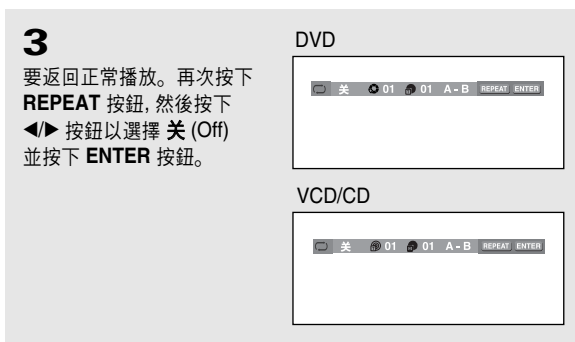 3
要返回正常播放。再次按下
REPEAT 按鈕, 然後按下
◀/▶ 按鈕以選擇 关 (Off)
並按下 ENTER 按鈕。
DVD
关 01 01 A - B REPEAT ENTER
VCD/CD
关 01 01 A - B REPEAT ENTER